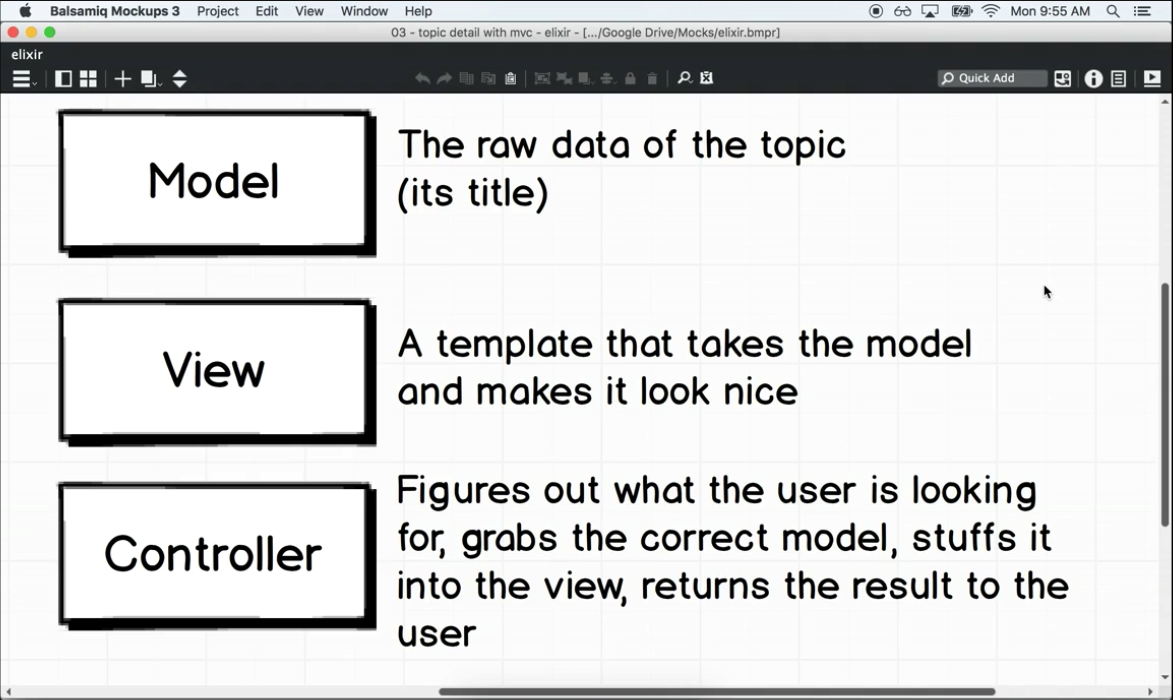 Balsamiq Mockups 3 Project Edit View Window Help Mon 9:55 AM
03 - topic detail with mvc - elixir - [.../Google Drive/Mocks/elixir.bmpr]
elixir
Quick Add
Model
The raw data of the topic
(its title)
View
A template that takes the model
and makes it look nice
Controller
Figures out what the user is looking
for, grabs the correct model, stuffs it
into the view, returns the result to the
user